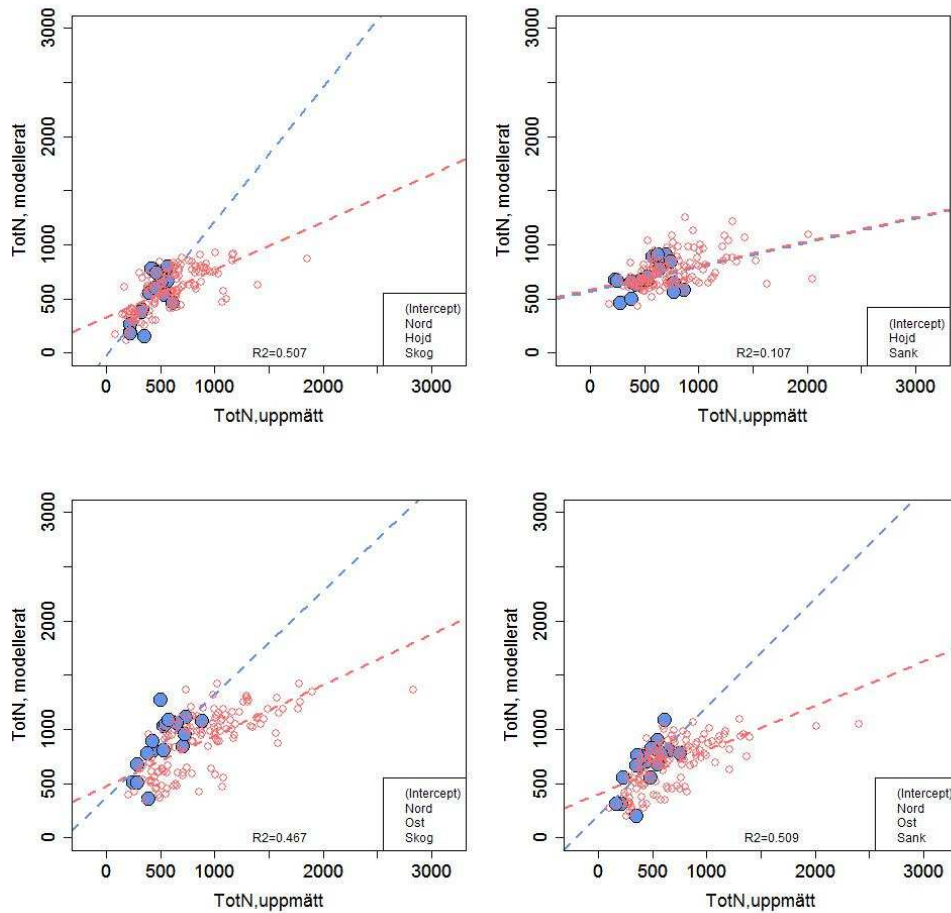 3000
2000
1000
500
0
TotN, modellerat
(Intercept)
Nord
Hojd
Skog
R2=0.507
0 500 1000 2000 3000
TotN,uppmätt
3000
2000
1000
500
0
TotN, modellerat
(Intercept)
Hojd
Sank
R2=0.107
0 500 1000 2000 3000
TotN,uppmätt
3000
2000
1000
500
0
TotN, modellerat
(Intercept)
Nord
Ost
Skog
R2=0.467
0 500 1000 2000 3000
TotN,uppmätt
3000
2000
1000
500
0
TotN, modellerat
(Intercept)
Nord
Ost
Sank
R2=0.509
0 500 1000 2000 3000
TotN,uppmätt